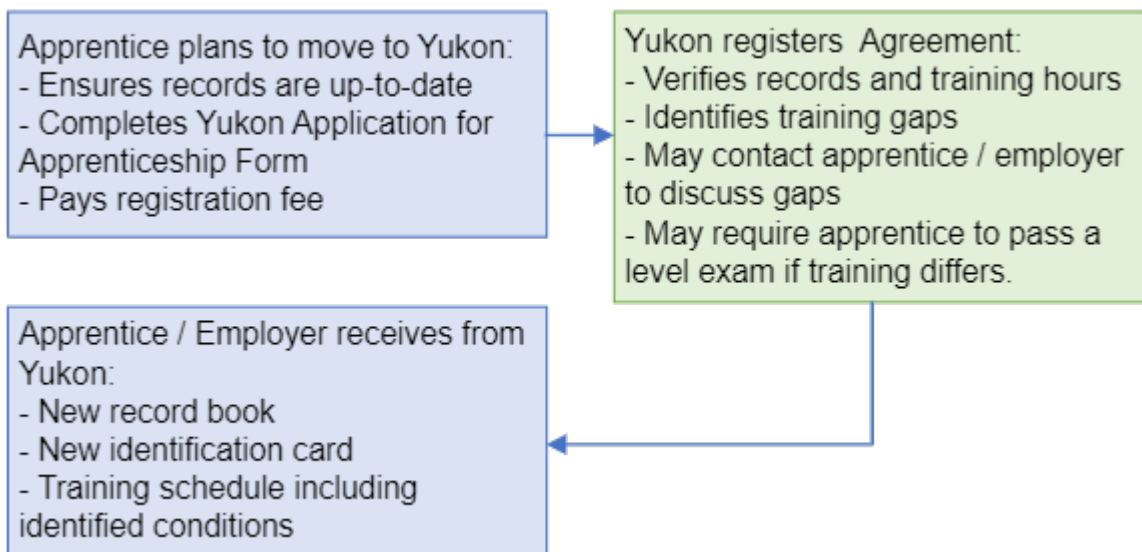 Apprentice plans to move to Yukon:
- Ensures records are up-to-date
- Completes Yukon Application for
Apprenticeship Form
- Pays registration fee
Yukon registers Agreement:
- Verifies records and training hours
- Identifies training gaps
- May contact apprentice / employer
to discuss gaps
- May require apprentice to pass a
level exam if training differs.
Apprentice / Employer receives from
Yukon:
- New record book
- New identification card
- Training schedule including
identified conditions